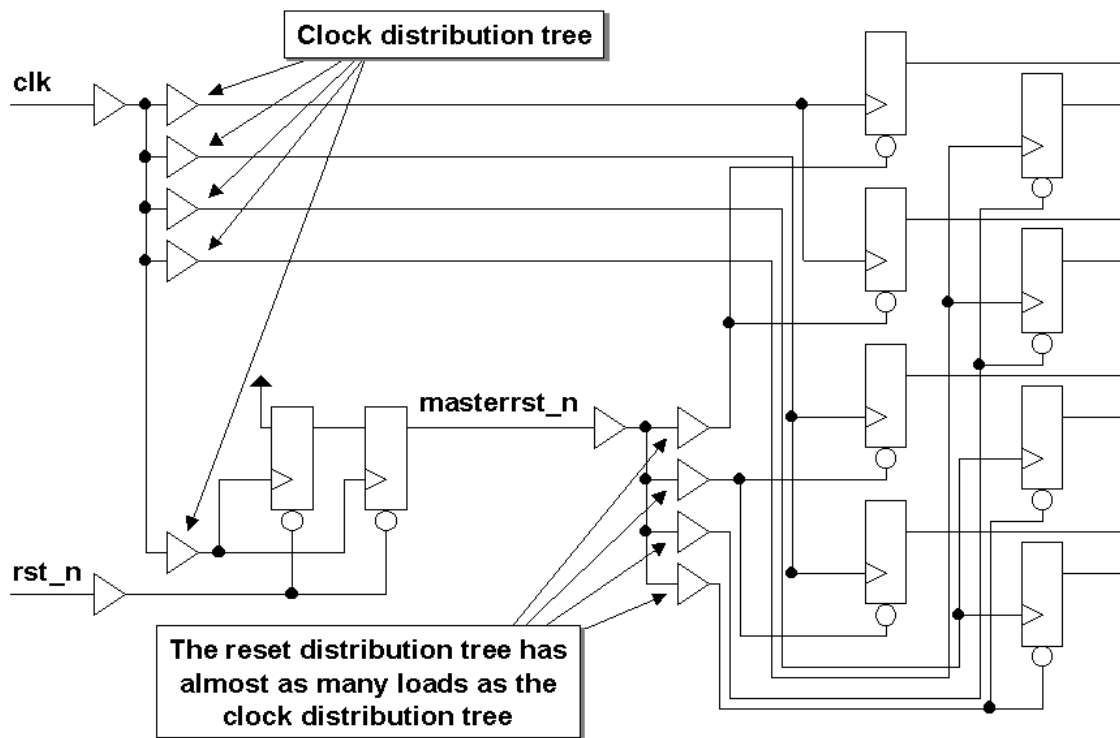 Clock distribution tree
clk
masterrst_n
rst_n
The reset distribution tree has
almost as many loads as the
clock distribution tree